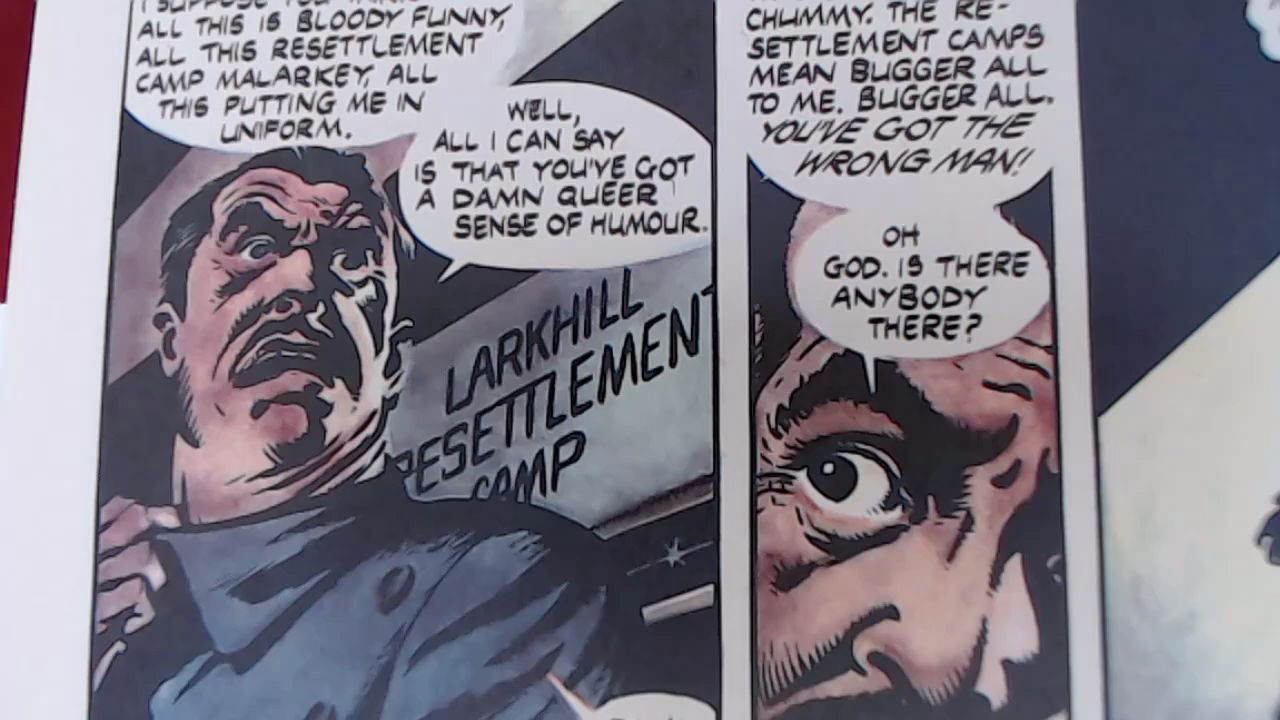 ALL THIS IS BLOODY FUNNY,
ALL THIS RESETTLEMENT
CAMP MALARKEY, ALL
THIS PUTTING ME IN
UNIFORM.
WELL,
ALL I CAN SAY
IS THAT YOU'VE GOT
A DAMN QUEER
SENSE OF HUMOUR.
LARKHILL
RESETTLEMENT
CAMP
CHUMMY. THE RE-
SETTLEMENT CAMPS
MEAN BUGGER ALL
TO ME. BUGGER ALL.
YOU'VE GOT THE
WRONG MAN!
OH
GOD. IS THERE
ANYBODY
THERE?